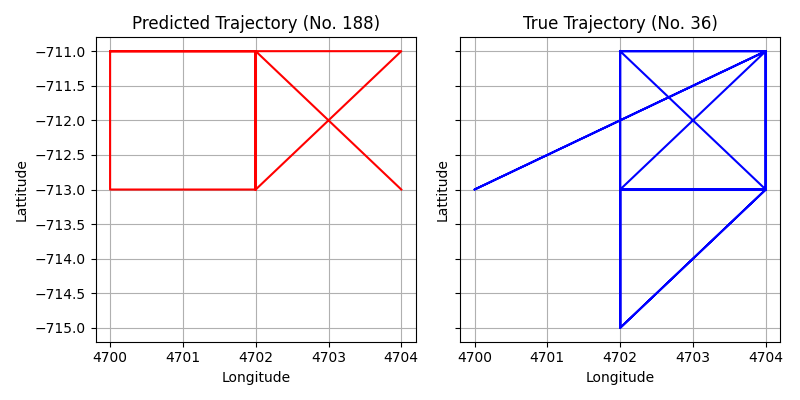 Predicted Trajectory (No. 188)
True Trajectory (No. 36)
−711.0
−711.5
−712.0
−712.5
−713.0
−713.5
−714.0
−714.5
−715.0
Lattitude
Lattitude
4700 4701 4702 4703 4704
4700 4701 4702 4703 4704
Longitude
Longitude